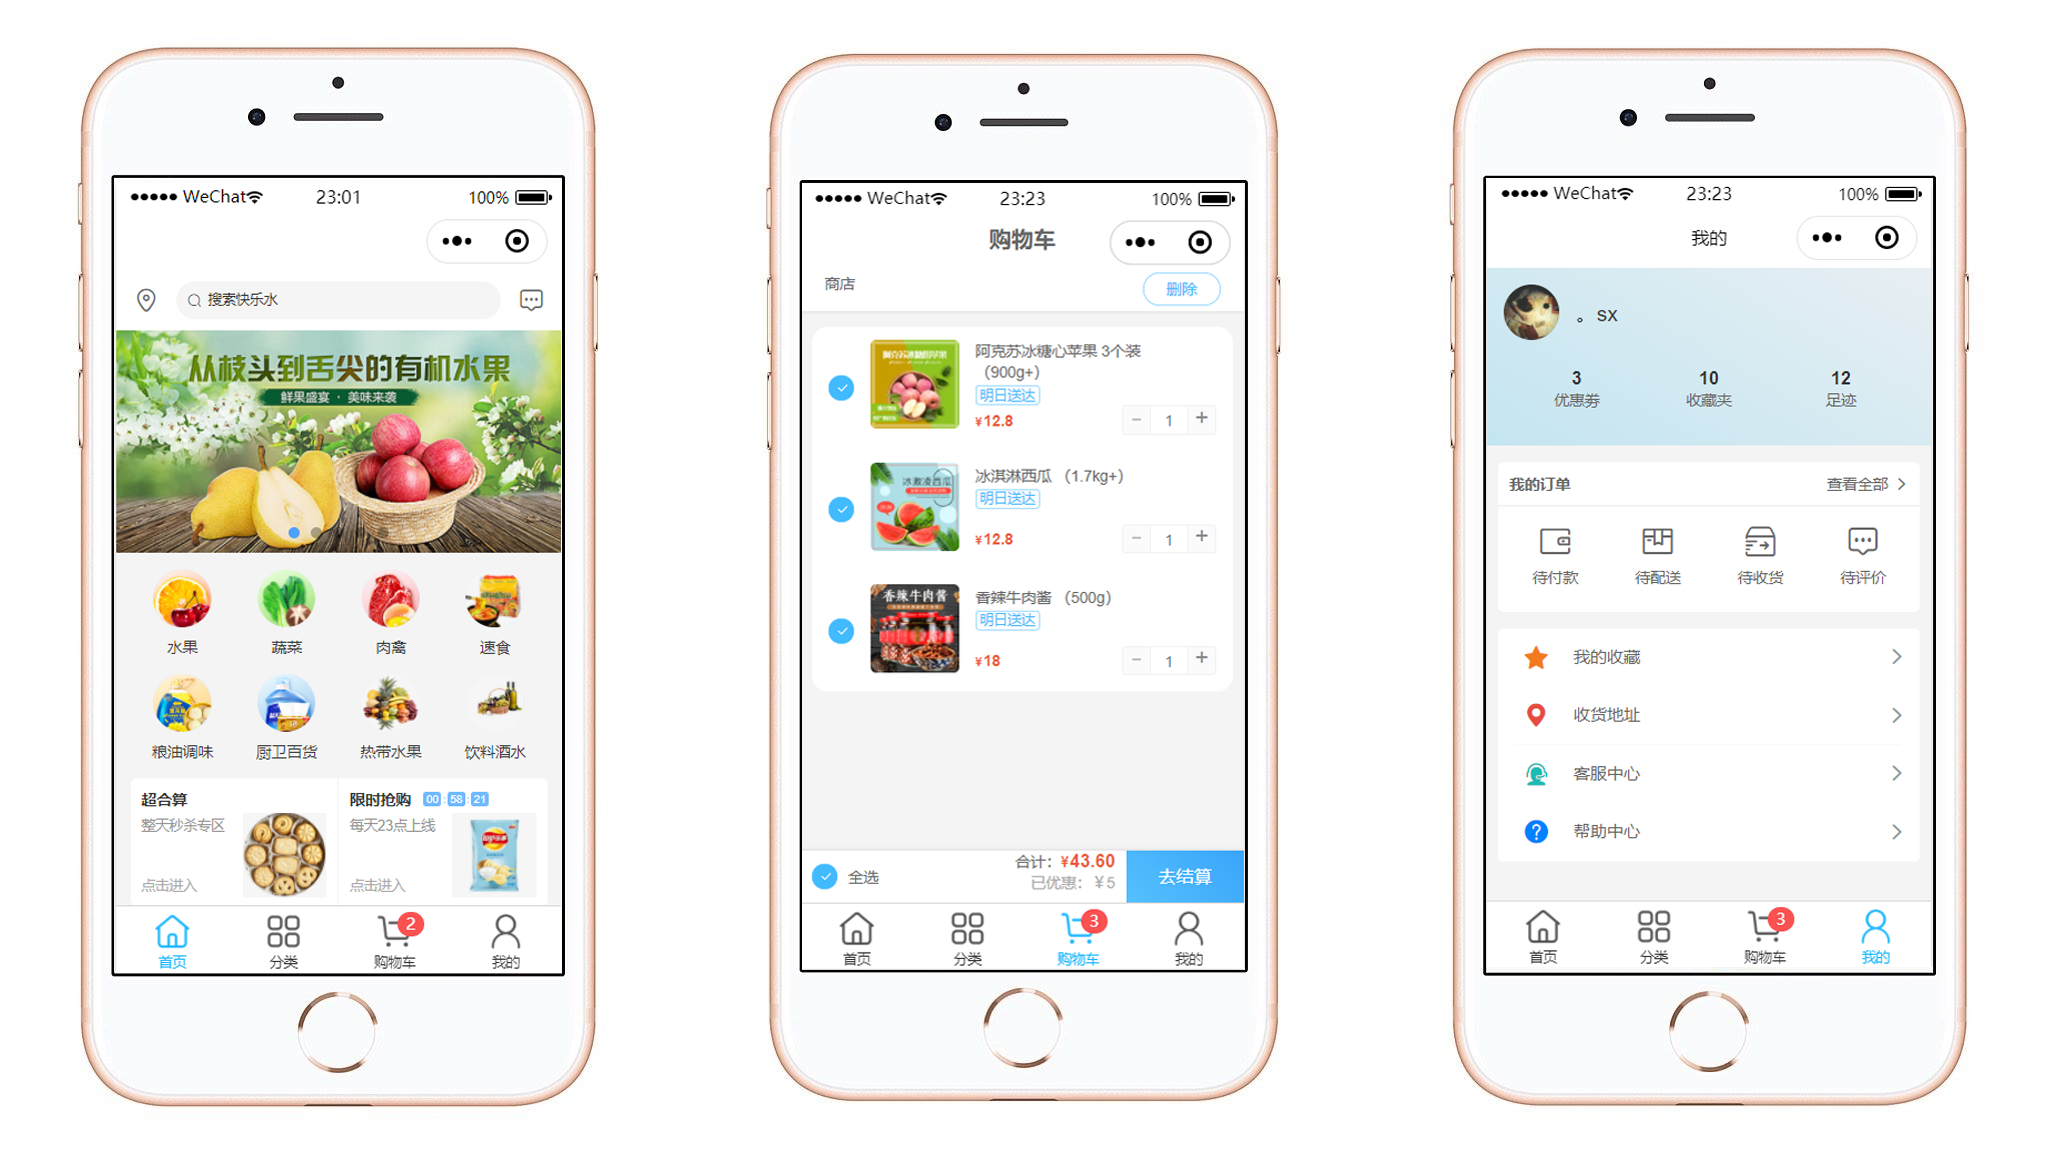 WeChat 23:01 100%
搜索快乐水
从枝头到舌尖的有机水果
鲜果盛宴 · 美味来袭
水果 蔬菜 肉禽 速食
粮油调味 厨卫百货 热带水果 饮料酒水
超合算 限时抢购 00:58:21
整天秒杀专区 每天23点上线
点击进入 点击进入
2
首页 分类 购物车 我的
WeChat 23:23 100%
购物车
商店 删除
阿克苏冰糖心苹果 3个装
（900g+）
明日送达
¥12.8 − 1 +
冰激凌西瓜
冰淇淋西瓜 （1.7kg+）
明日送达
¥12.8 − 1 +
香辣牛肉酱
香辣牛肉酱 （500g）
明日送达
¥18 − 1 +
全选 合计：¥43.60 去结算
已优惠：¥5
3
首页 分类 购物车 我的
WeChat 23:23 100%
我的
。sx
3 10 12
优惠劵 收藏夹 足迹
我的订单 查看全部
待付款 待配送 待收货 待评价
我的收藏
收货地址
客服中心
帮助中心
3
首页 分类 购物车 我的